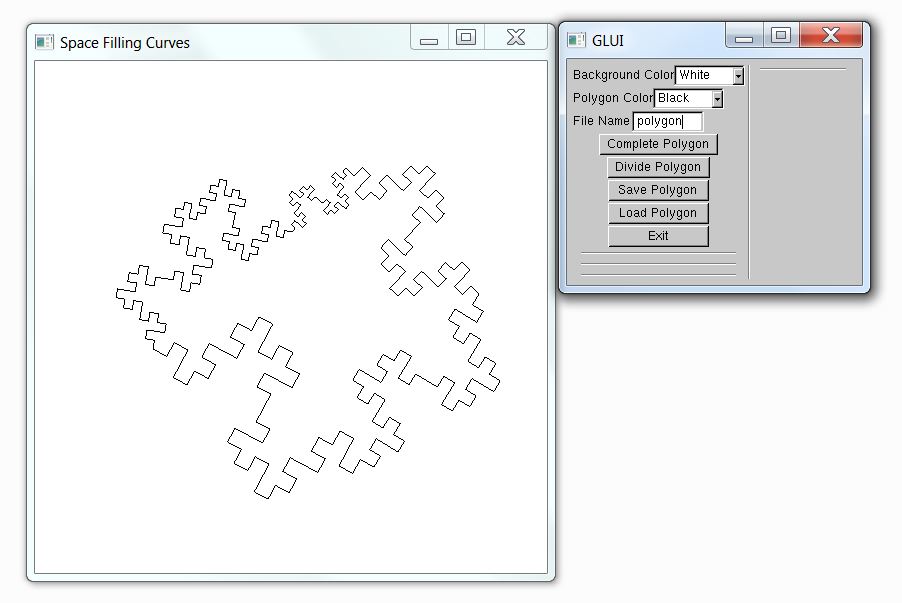 Space Filling Curves
GLUI
Background Color White
Polygon Color Black
File Name polygon
Complete Polygon
Divide Polygon
Save Polygon
Load Polygon
Exit